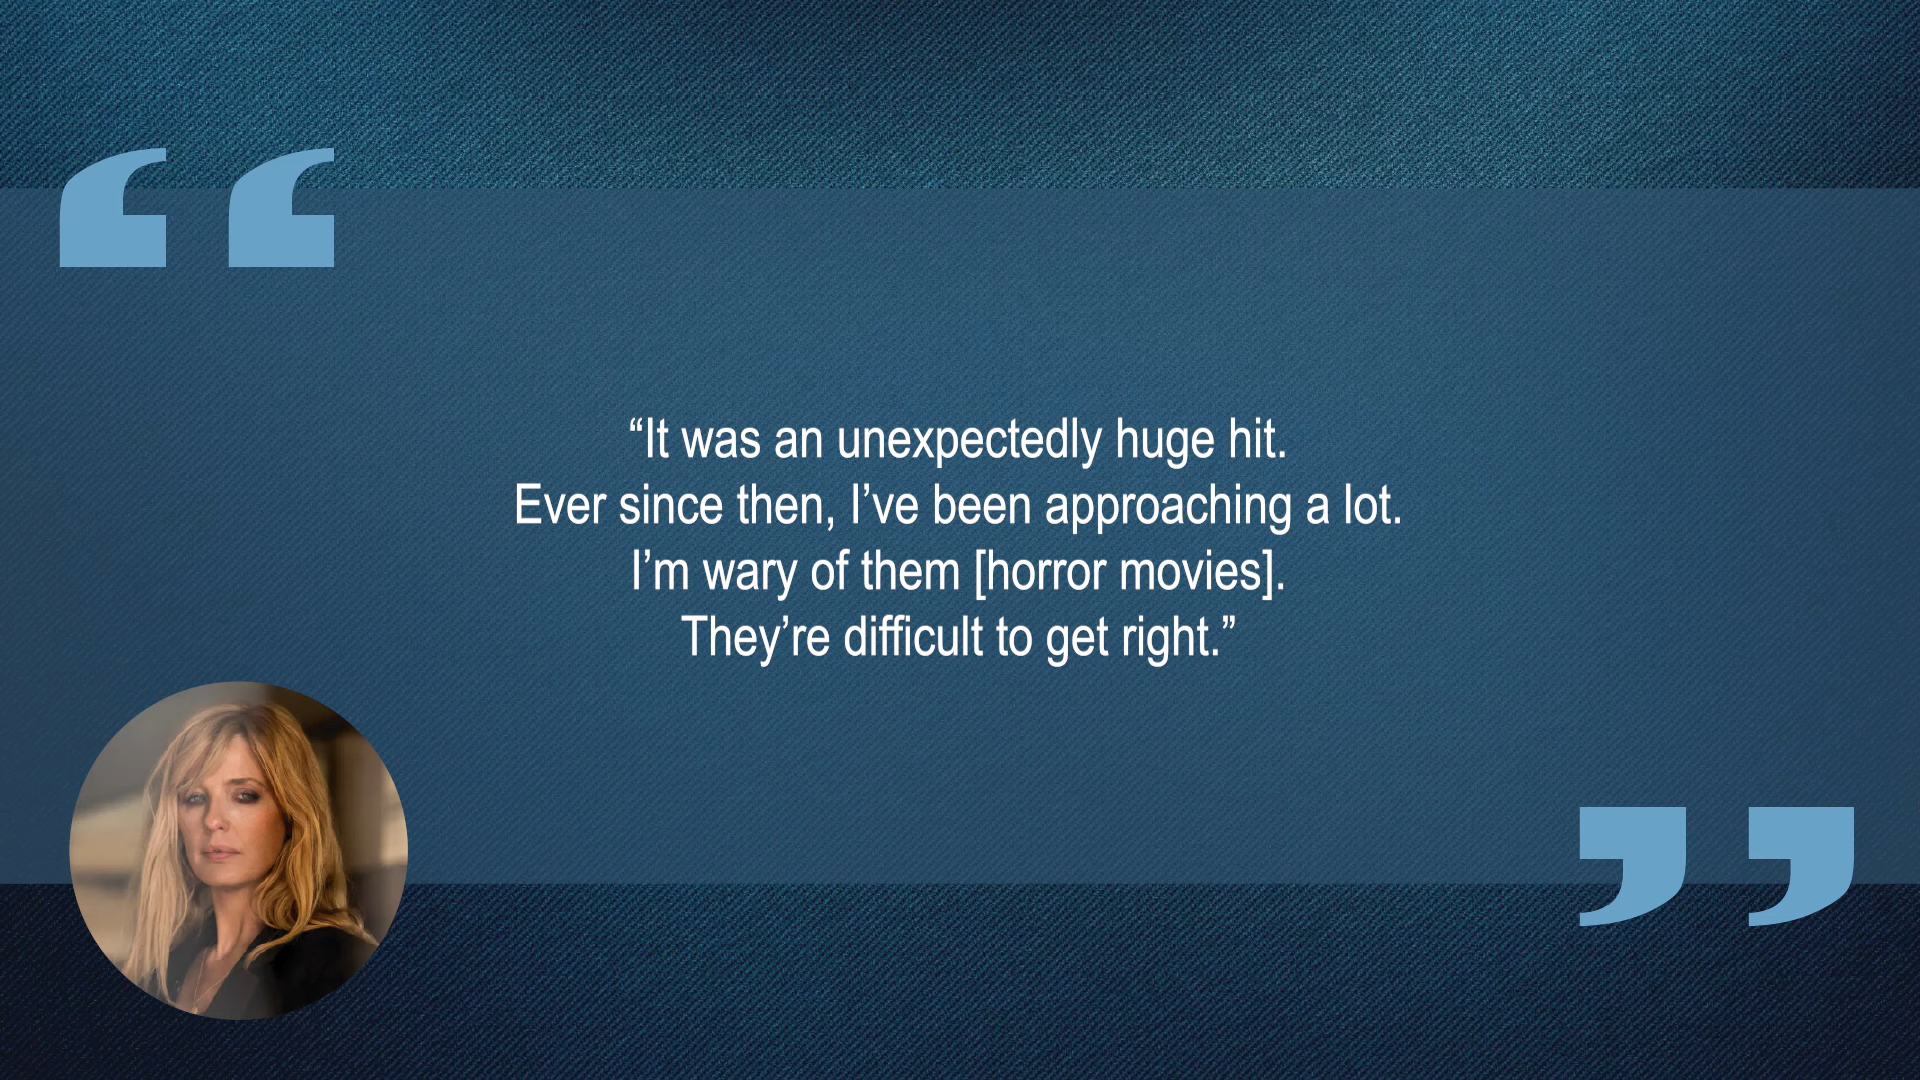 “It was an unexpectedly huge hit.
Ever since then, I’ve been approaching a lot.
I’m wary of them [horror movies].
They’re difficult to get right.”